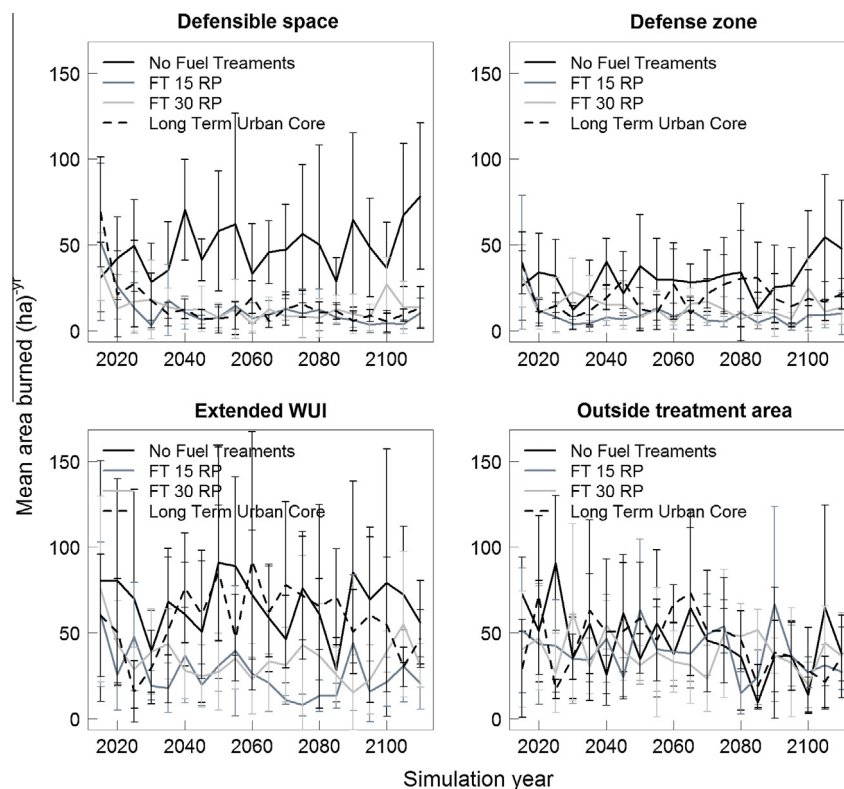 Defensible space
150
100
50
0
No Fuel Treaments
FT 15 RP
FT 30 RP
Long Term Urban Core
2020 2040 2060 2080 2100
Defense zone
150
100
50
0
No Fuel Treaments
FT 15 RP
FT 30 RP
Long Term Urban Core
2020 2040 2060 2080 2100
Extended WUI
150
100
50
0
No Fuel Treaments
FT 15 RP
FT 30 RP
Long Term Urban Core
2020 2040 2060 2080 2100
Outside treatment area
150
100
50
0
No Fuel Treaments
FT 15 RP
FT 30 RP
Long Term Urban Core
2020 2040 2060 2080 2100
Mean area burned (ha)-yr
Simulation year